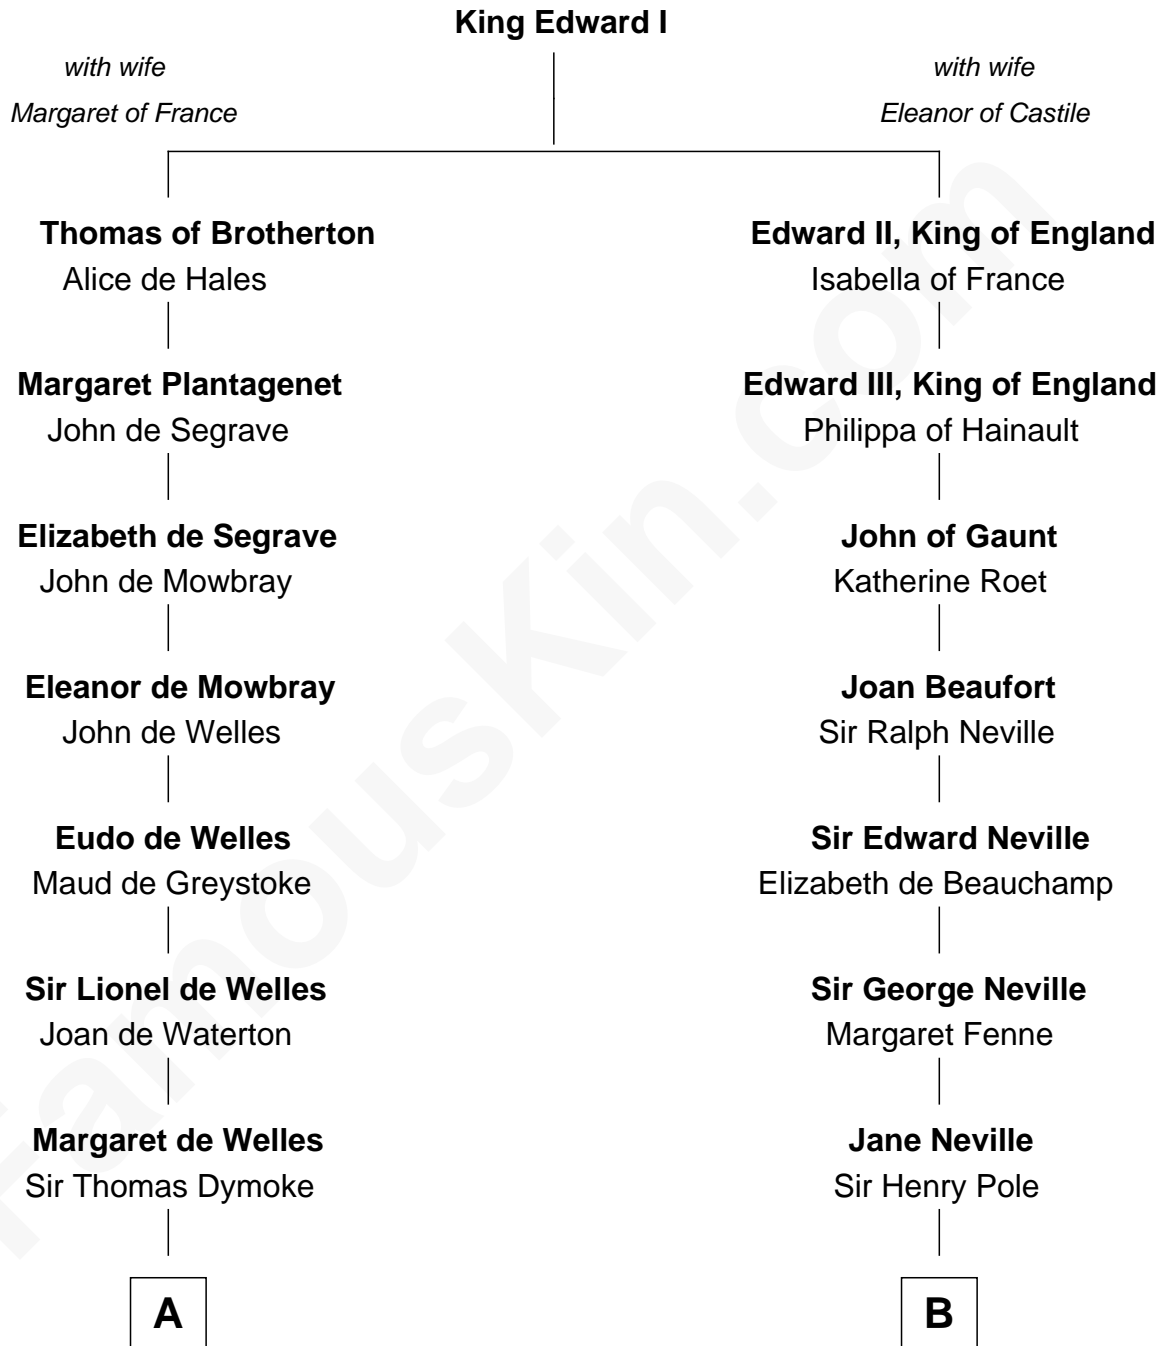 King Edward I
with wife
Margaret of France
with wife
Eleanor of Castile
Thomas of Brotherton
Alice de Hales
Edward II, King of England
Isabella of France
Margaret Plantagenet
John de Segrave
Edward III, King of England
Philippa of Hainault
Elizabeth de Segrave
John de Mowbray
John of Gaunt
Katherine Roet
Eleanor de Mowbray
John de Welles
Joan Beaufort
Sir Ralph Neville
Eudo de Welles
Maud de Greystoke
Sir Edward Neville
Elizabeth de Beauchamp
Sir Lionel de Welles
Joan de Waterton
Sir George Neville
Margaret Fenne
Margaret de Welles
Sir Thomas Dymoke
Jane Neville
Sir Henry Pole
A
B
FamousKin.com